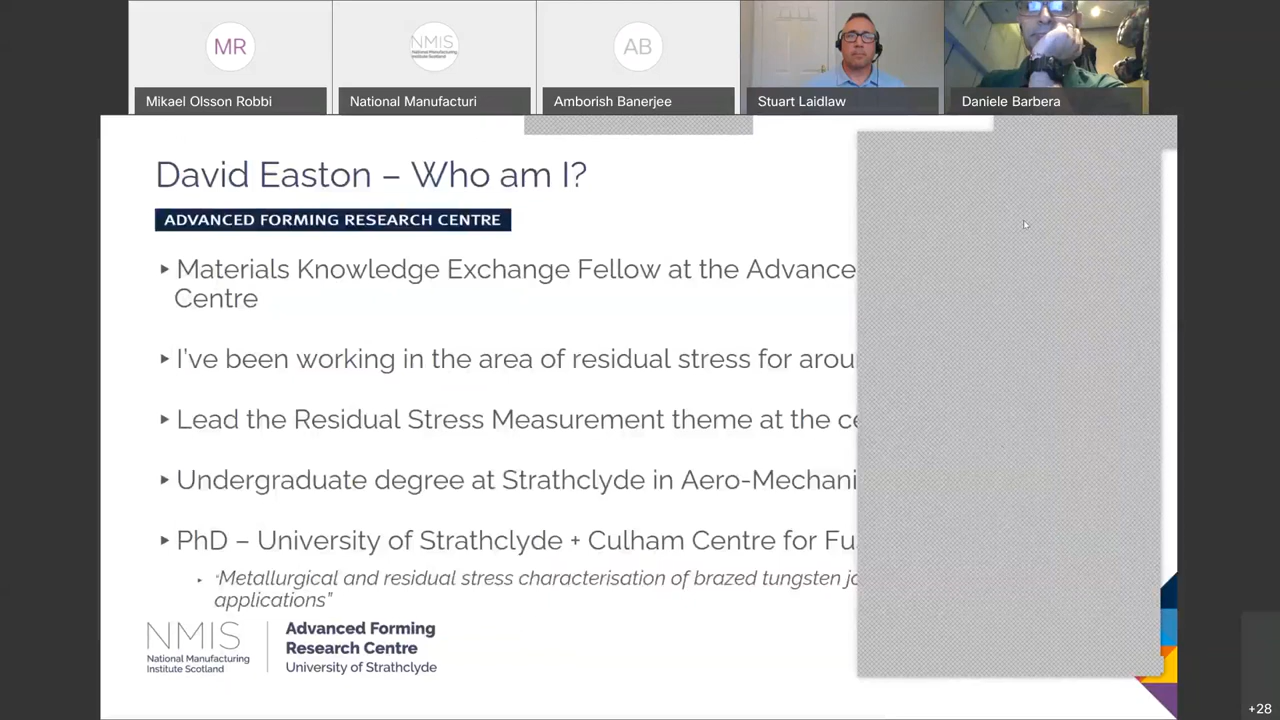 MR
NMIS
AB
Mikael Olsson Robbi
National Manufacturi
Amborish Banerjee
Stuart Laidlaw
Daniele Barbera
David Easton – Who am I?
ADVANCED FORMING RESEARCH CENTRE
Materials Knowledge Exchange Fellow at the Advance
Centre
I've been working in the area of residual stress for arou
Lead the Residual Stress Measurement theme at the ce
Undergraduate degree at Strathclyde in Aero-Mechani
PhD – University of Strathclyde + Culham Centre for Fu
"Metallurgical and residual stress characterisation of brazed tungsten jo
applications"
NMIS
National Manufacturing
Institute Scotland
Advanced Forming
Research Centre
University of Strathclyde
+28